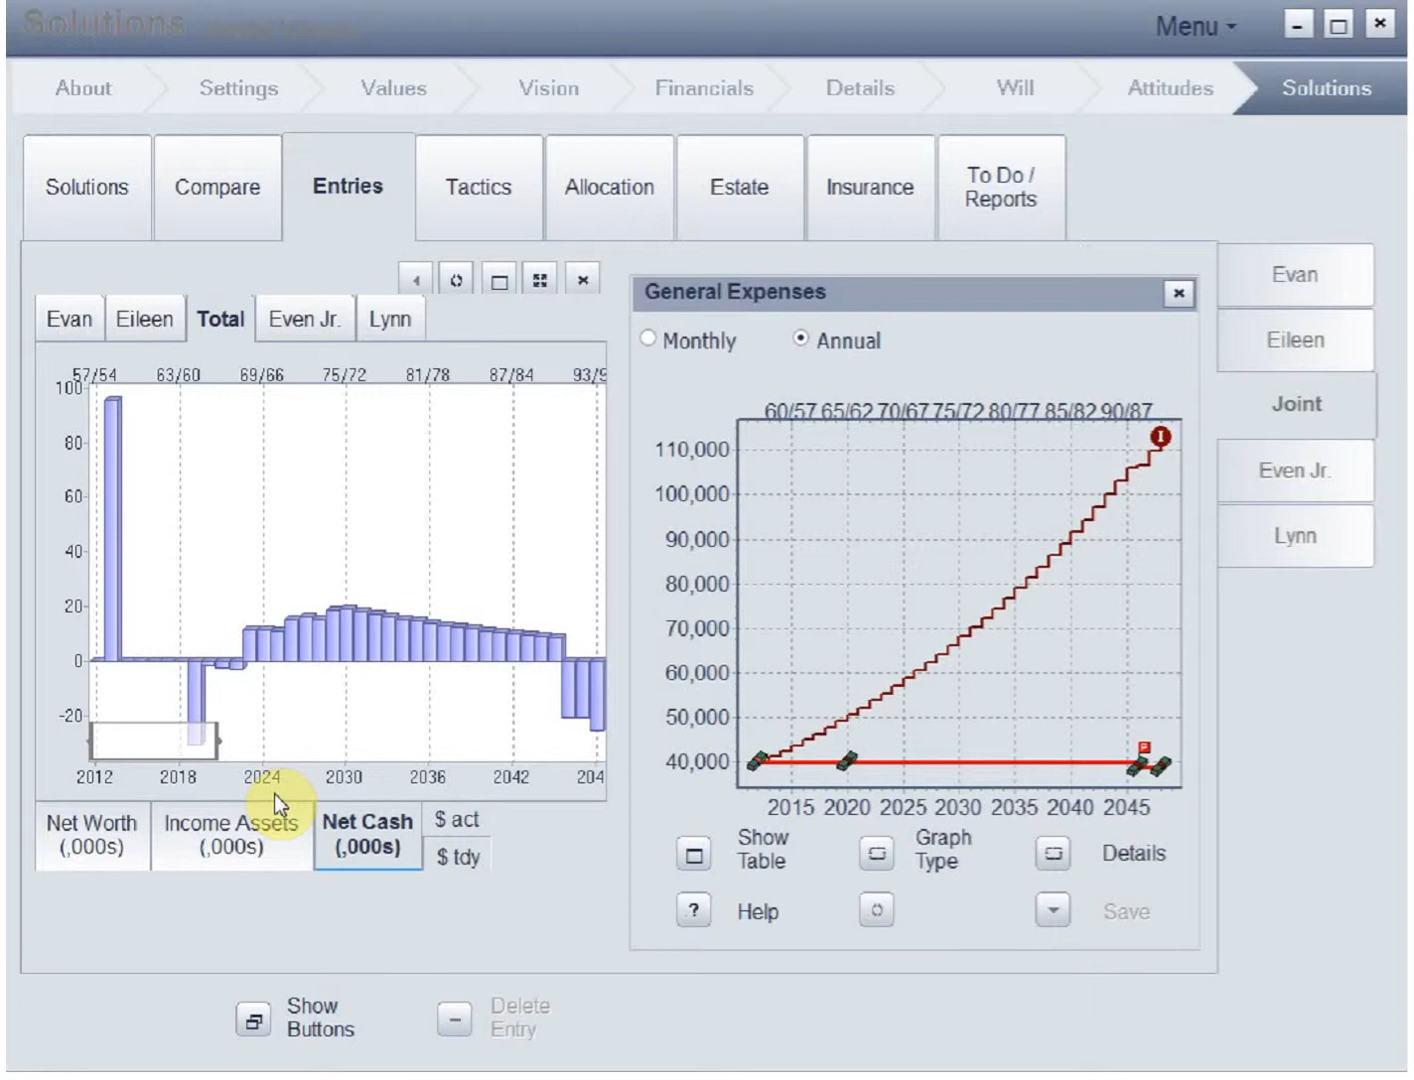 Solutions
Menu
About Settings Values Vision Financials Details Will Attitudes Solutions
Solutions Compare Entries Tactics Allocation Estate Insurance To Do /
Reports
Evan
Eileen
Joint
Even Jr.
Lynn
Evan Eileen Total Even Jr. Lynn
57/54 63/60 69/66 75/72 81/78 87/84 93/9
100
80
60
40
20
0
-20
2012 2018 2024 2030 2036 2042 204
Net Worth
(,000s)
Income Assets
(,000s)
Net Cash
(,000s)
$ act
$ tdy
General Expenses
Monthly Annual
60/57 65/62 70/67 75/72 80/77 85/82 90/87
I
110,000
100,000
90,000
80,000
70,000
60,000
50,000
40,000
P
2015 2020 2025 2030 2035 2040 2045
Show
Table
Graph
Type
Details
? Help
Save
Show
Buttons
Delete
Entry